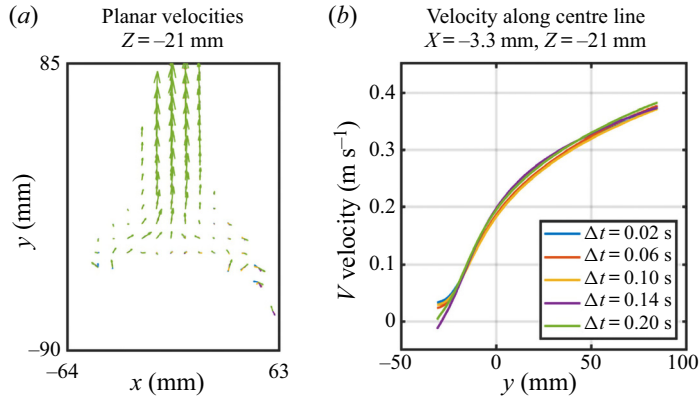 (a) Planar velocities
Z = –21 mm
85
y (mm)
–90
–64
63
x (mm)
(b) Velocity along centre line
X = –3.3 mm, Z = –21 mm
0.4
0.3
0.2
0.1
0
V velocity (m s⁻¹)
–50
0
50
100
y (mm)
Δt = 0.02 s
Δt = 0.06 s
Δt = 0.10 s
Δt = 0.14 s
Δt = 0.20 s